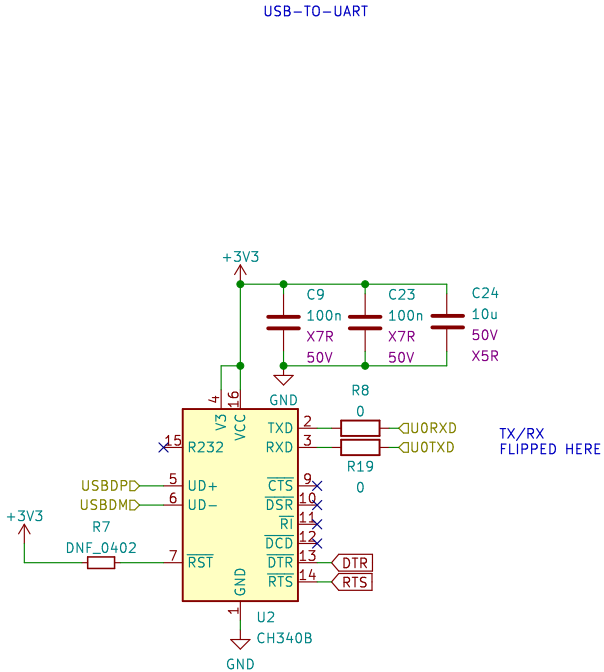 USB-TO-UART
+3V3
C9
100n
X7R
50V
C23
100n
X7R
50V
C24
10u
50V
X5R
GND
R8
0
4
16
V3
VCC
TXD
2
U0RXD
RXD
3
U0TXD
TX/RX
FLIPPED HERE
R19
0
15
R232
USBDP
5
UD+
USBDM
6
UD-
CTS
9
DSR
10
RI
11
DCD
12
DTR
13
DTR
RTS
14
RTS
+3V3
R7
DNF_0402
7
RST
GND
1
U2
CH340B
GND